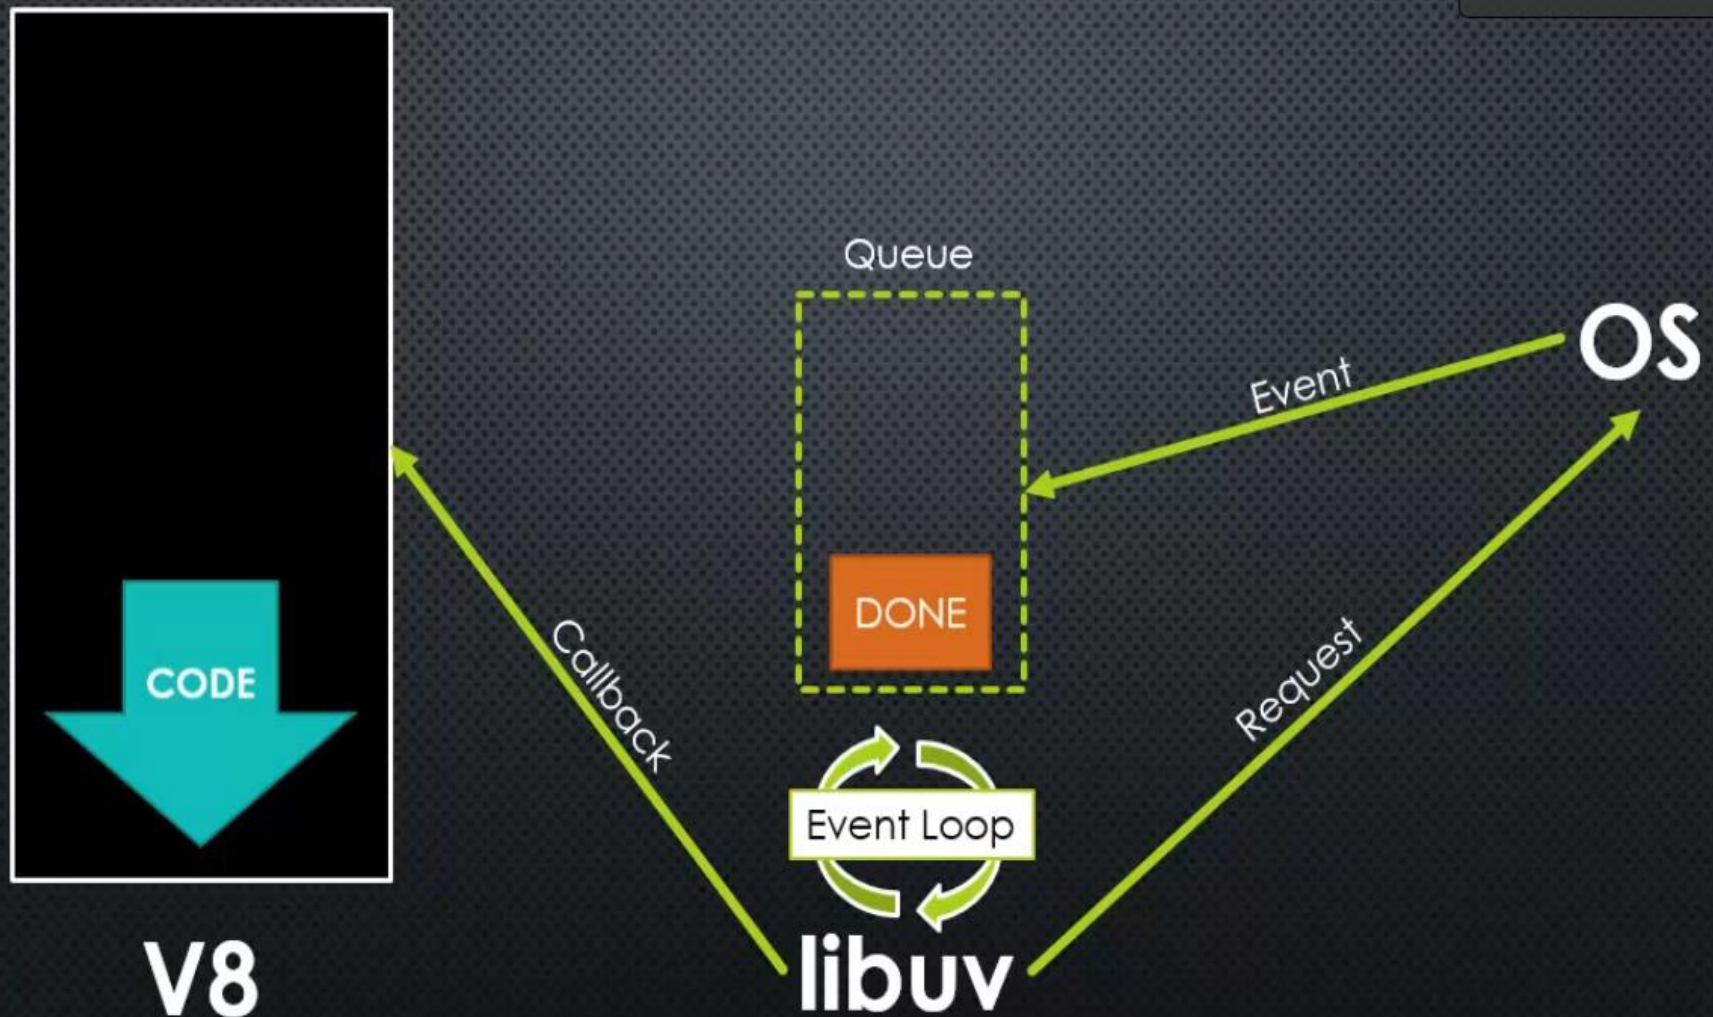 Queue
OS
Event
DONE
Callback
Request
CODE
Event Loop
V8
libuv